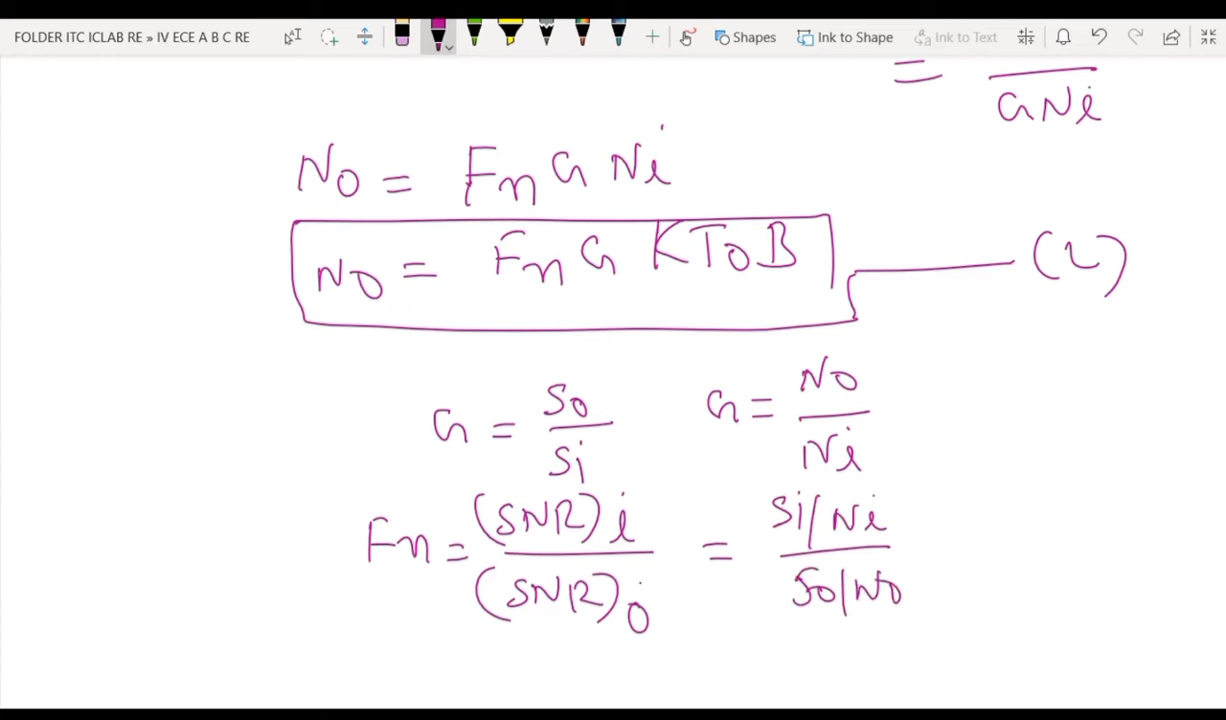 FOLDER ITC ICLAB RE » IV ECE A B C RE Shapes Ink to Shape Ink to Text
= / GNi
No = Fn G Ni
No = Fn G KToB (2)
G = So/Si G = No/Ni
Fn = (SNR)i/(SNR)o = Si/Ni / So/No